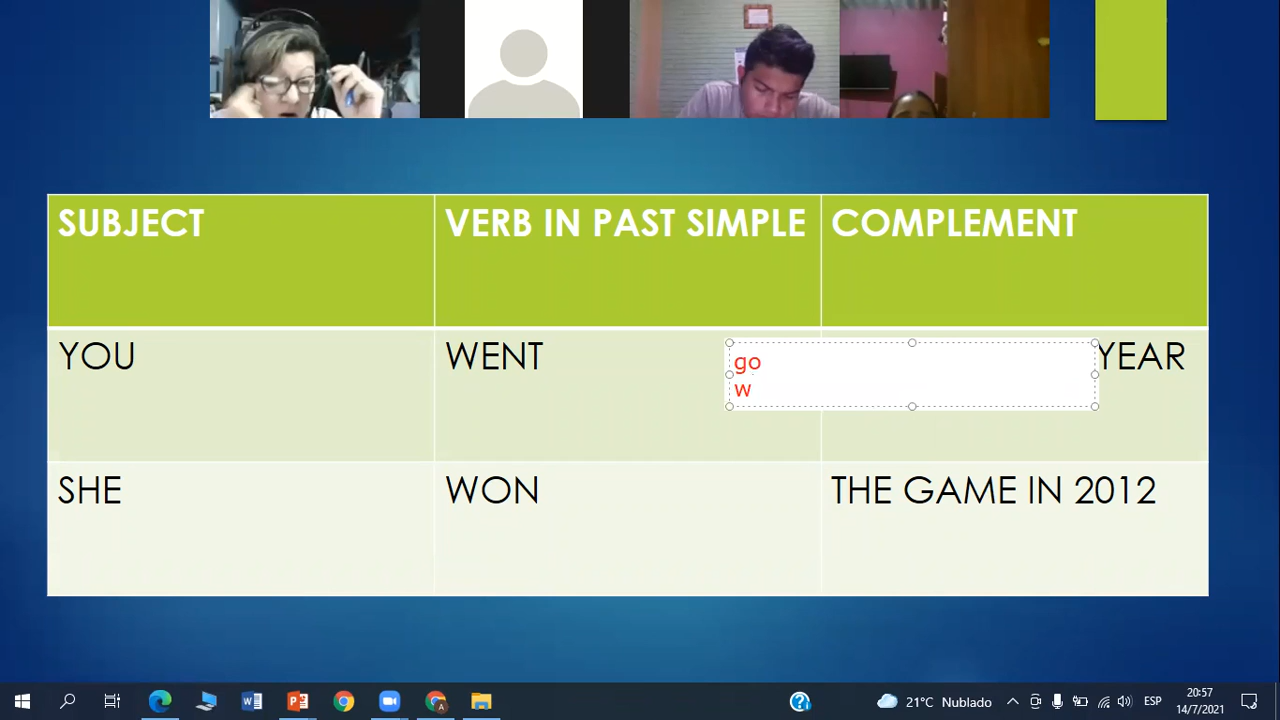 SUBJECT VERB IN PAST SIMPLE COMPLEMENT
YOU WENT YEAR
go
w
SHE WON THE GAME IN 2012
21°C Nublado ESP 20:57
14/7/2021